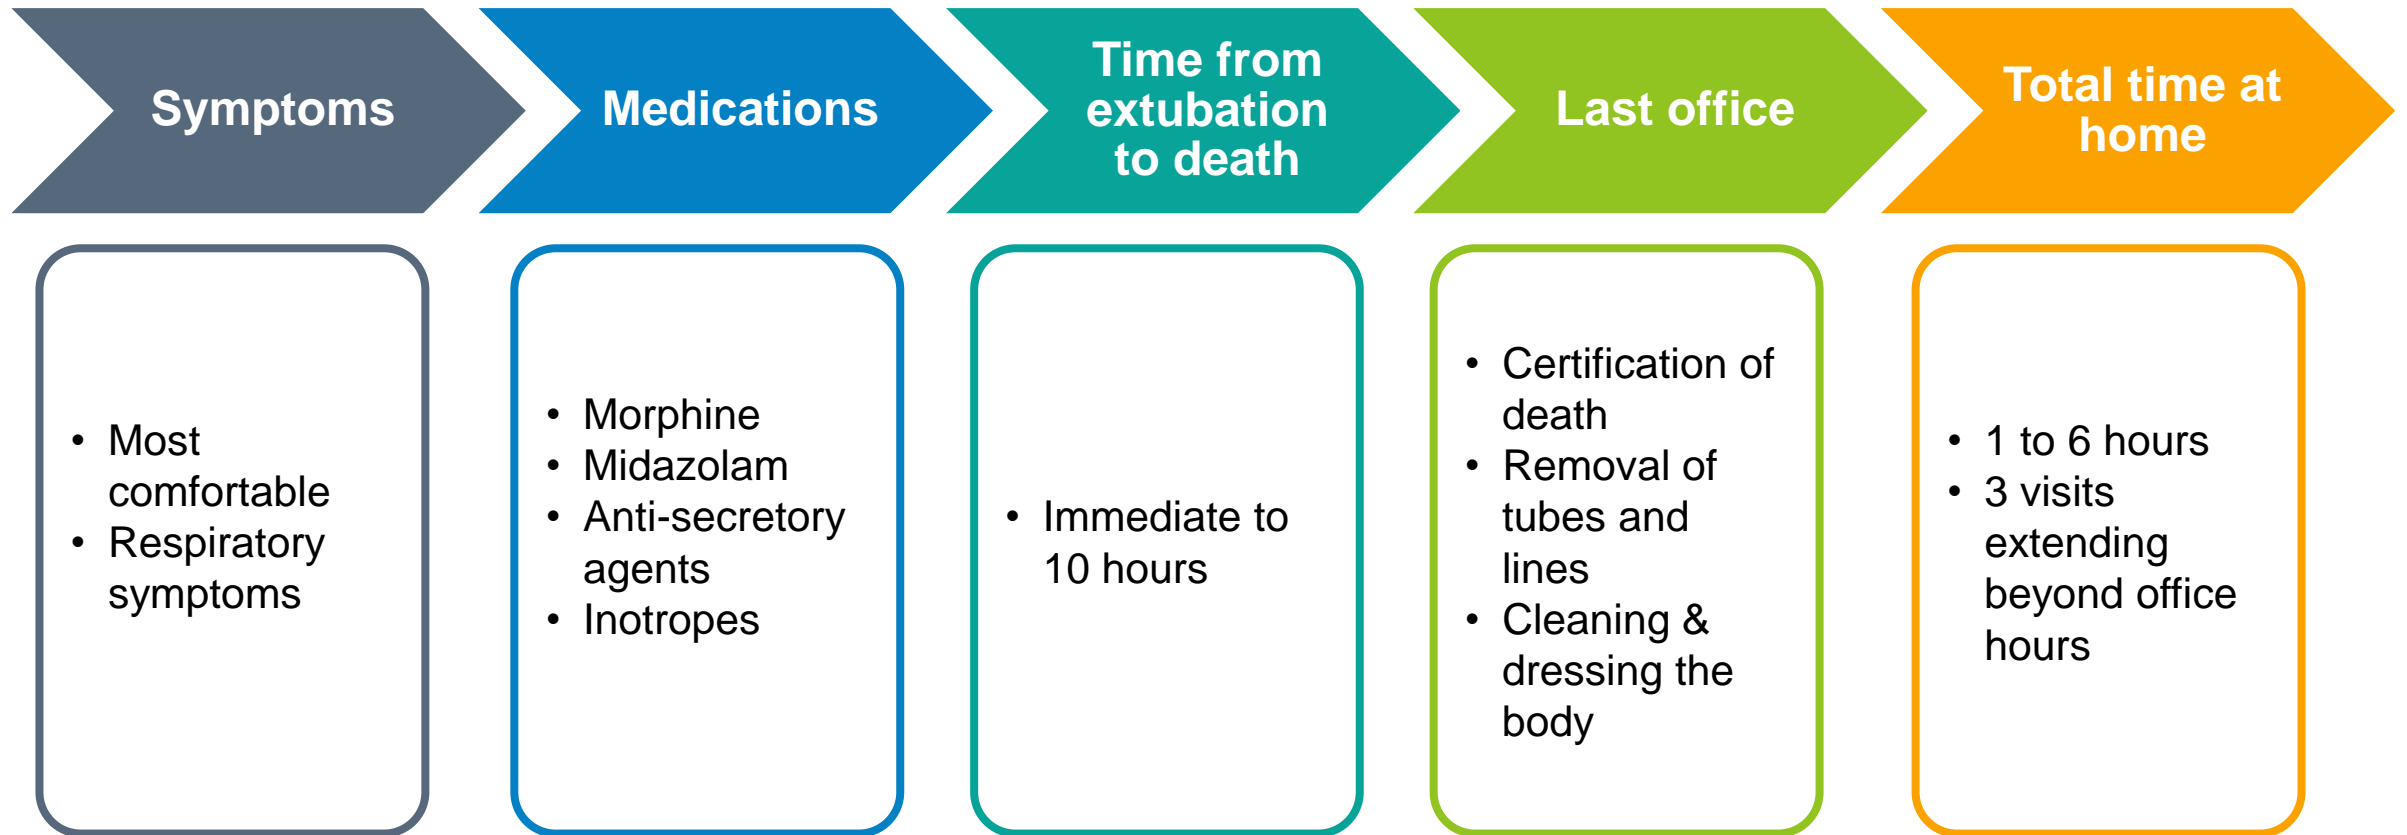 Symptoms
Medications
Time from
extubation
to death
Last office
Total time at
home
• Most
comfortable
• Respiratory
symptoms
• Morphine
• Midazolam
• Anti-secretory
agents
• Inotropes
• Immediate to
10 hours
• Certification of
death
• Removal of
tubes and
lines
• Cleaning &
dressing the
body
• 1 to 6 hours
• 3 visits
extending
beyond office
hours